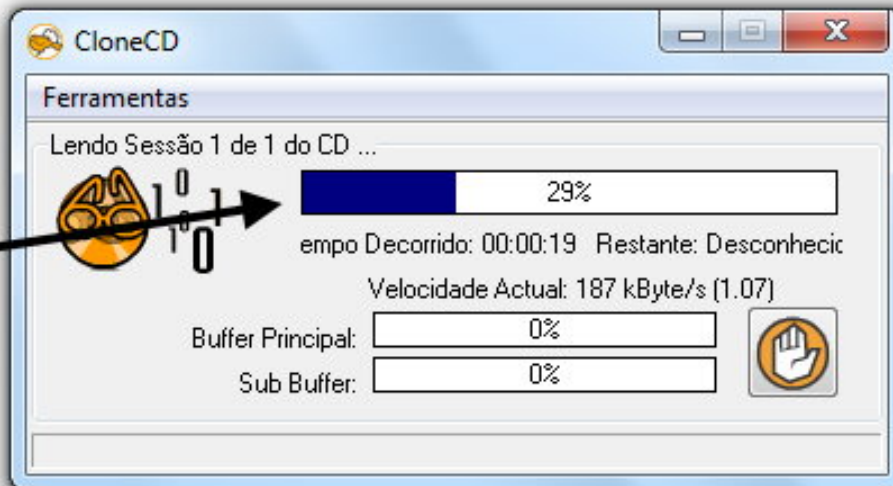 CloneCD
Ferramentas
Lendo Sessão 1 de 1 do CD ...
29%
empo Decorrido: 00:00:19 Restante: Desconhecic
Velocidade Actual: 187 kByte/s (1.07)
Buffer Principal: 0%
Sub Buffer: 0%